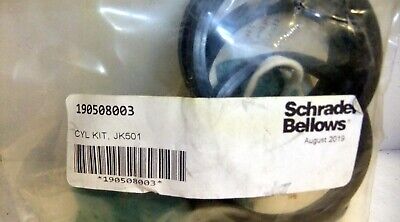 190508003
Schrader
Bellows
August 2019
CYL KIT, JK501
*190508003*